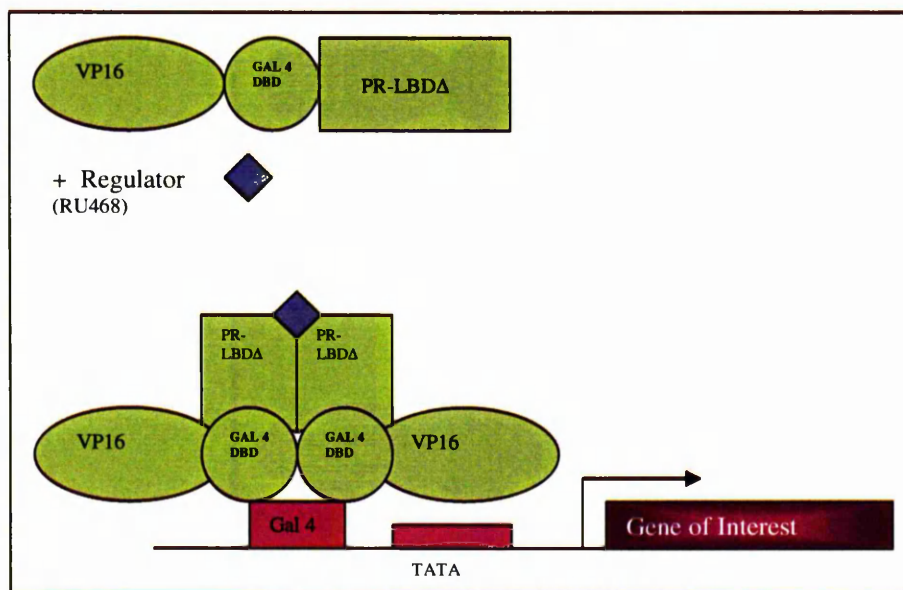 VP16
GAL 4
DBD
PR-LBDΔ
+ Regulator
(RU468)
PR-
LBDΔ
PR-
LBDΔ
VP16
GAL 4
DBD
GAL 4
DBD
VP16
Gal 4
Gene of Interest
TATA